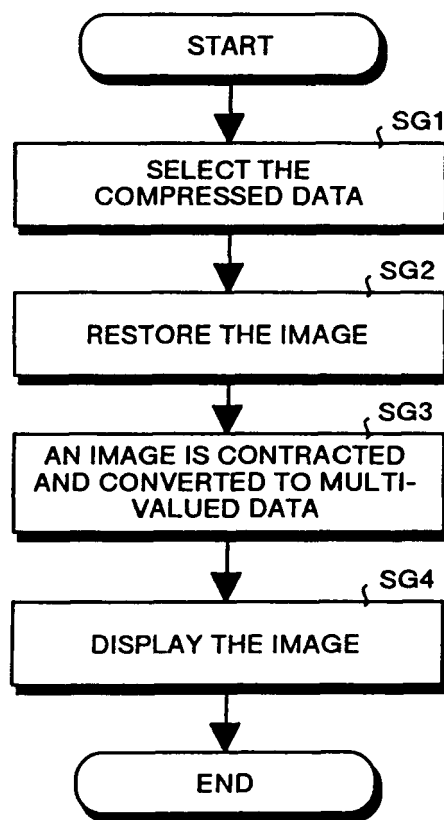 START
SG1
SELECT THE
COMPRESSED DATA
SG2
RESTORE THE IMAGE
SG3
AN IMAGE IS CONTRACTED
AND CONVERTED TO MULTI-
VALUED DATA
SG4
DISPLAY THE IMAGE
END